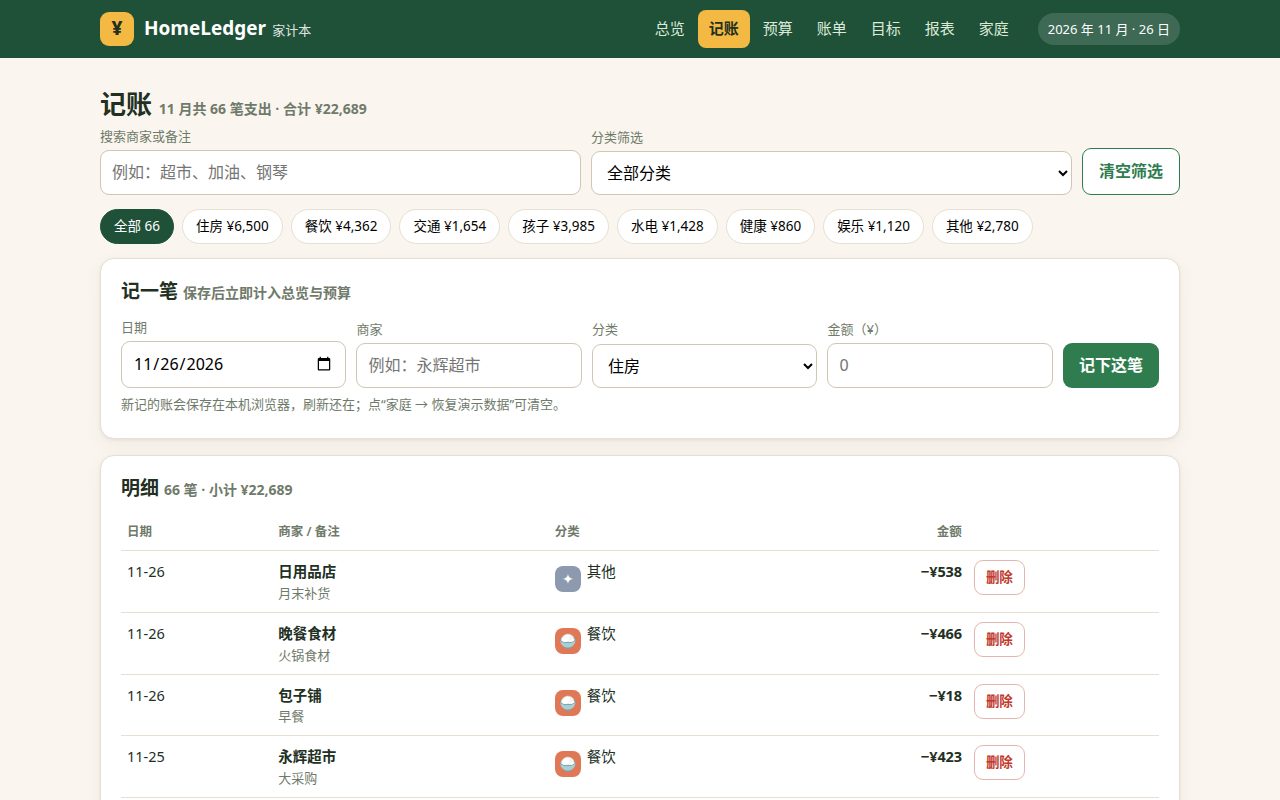 ¥ HomeLedger 家计本 总览 记账 预算 账单 目标 报表 家庭 2026 年 11 月 · 26 日
记账 11 月共 66 笔支出 · 合计 ¥22,689
搜索商家或备注 分类筛选
例如：超市、加油、钢琴 全部分类 清空筛选
全部 66 住房 ¥6,500 餐饮 ¥4,362 交通 ¥1,654 孩子 ¥3,985 水电 ¥1,428 健康 ¥860 娱乐 ¥1,120 其他 ¥2,780
记一笔 保存后立即计入总览与预算
日期 商家 分类 金额（¥）
11/26/2026 例如：永辉超市 住房 0 记下这笔
新记的账会保存在本机浏览器，刷新还在；点“家庭 → 恢复演示数据”可清空。
明细 66 笔 · 小计 ¥22,689
日期 商家 / 备注 分类 金额
11-26 日用品店 其他 −¥538 删除
月末补货
11-26 晚餐食材 餐饮 −¥466 删除
火锅食材
11-26 包子铺 餐饮 −¥18 删除
早餐
11-25 永辉超市 餐饮 −¥423 删除
大采购